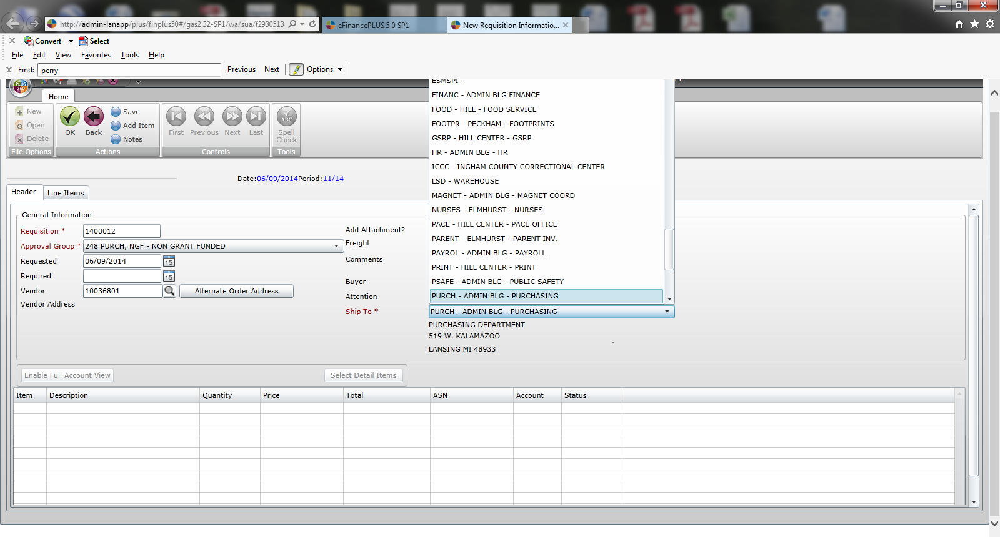 http://admin-lanapp/plus/finplus50#/gas2.32-SP1/wa/sua/f2930513
eFinancePLUS 5.0 SP1
New Requisition Informatio...
Convert
Select
File Edit View Favorites Tools Help
Find: perry Previous Next Options
PLUS 360
ESMSPI -
Home
FINANC - ADMIN BLG FINANCE
FOOD - HILL - FOOD SERVICE
FOOTPR - PECKHAM - FOOTPRINTS
GSRP - HILL CENTER - GSRP
HR - ADMIN BLG - HR
ICCC - INGHAM COUNTY CORRECTIONAL CENTER
LSD - WAREHOUSE
MAGNET - ADMIN BLG - MAGNET COORD
NURSES - ELMHURST - NURSES
PACE - HILL CENTER - PACE OFFICE
PARENT - ELMHURST - PARENT INV.
PAYROL - ADMIN BLG - PAYROLL
PRINT - HILL CENTER - PRINT
PSAFE - ADMIN BLG - PUBLIC SAFETY
PURCH - ADMIN BLG - PURCHASING
New
Open
Delete
File Options
OK
Back
Save
Add Item
Notes
Actions
First Previous Next Last
Controls
ABC
Spell
Check
Tools
Date:06/09/2014Period:11/14
Header Line Items
General Information
Requisition * 1400012
Approval Group * 248 PURCH, NGF - NON GRANT FUNDED
Requested 06/09/2014 15
Required 15
Vendor 10036801 Alternate Order Address
Vendor Address
Add Attachment?
Freight
Comments
Buyer
Attention
Ship To * PURCH - ADMIN BLG - PURCHASING
PURCHASING DEPARTMENT
519 W. KALAMAZOO
LANSING MI 48933
Enable Full Account View Select Detail Items
Item Description Quantity Price Total ASN Account Status